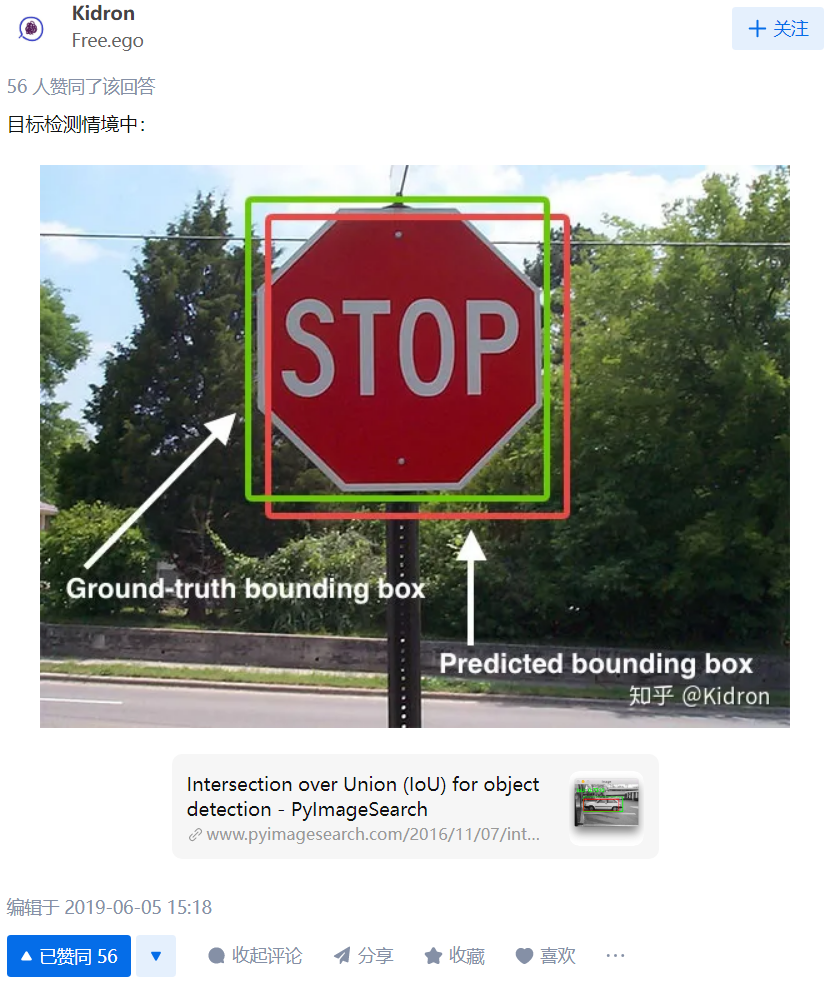 Kidron
Free.ego
关注
56 人赞同了该回答
目标检测情境中：
STOP
Ground-truth bounding box
Predicted bounding box
知乎 @Kidron
Intersection over Union (IoU) for object
detection - PyImageSearch
www.pyimagesearch.com/2016/11/07/int...
编辑于 2019-06-05 15:18
已赞同 56
收起评论
分享
收藏
喜欢